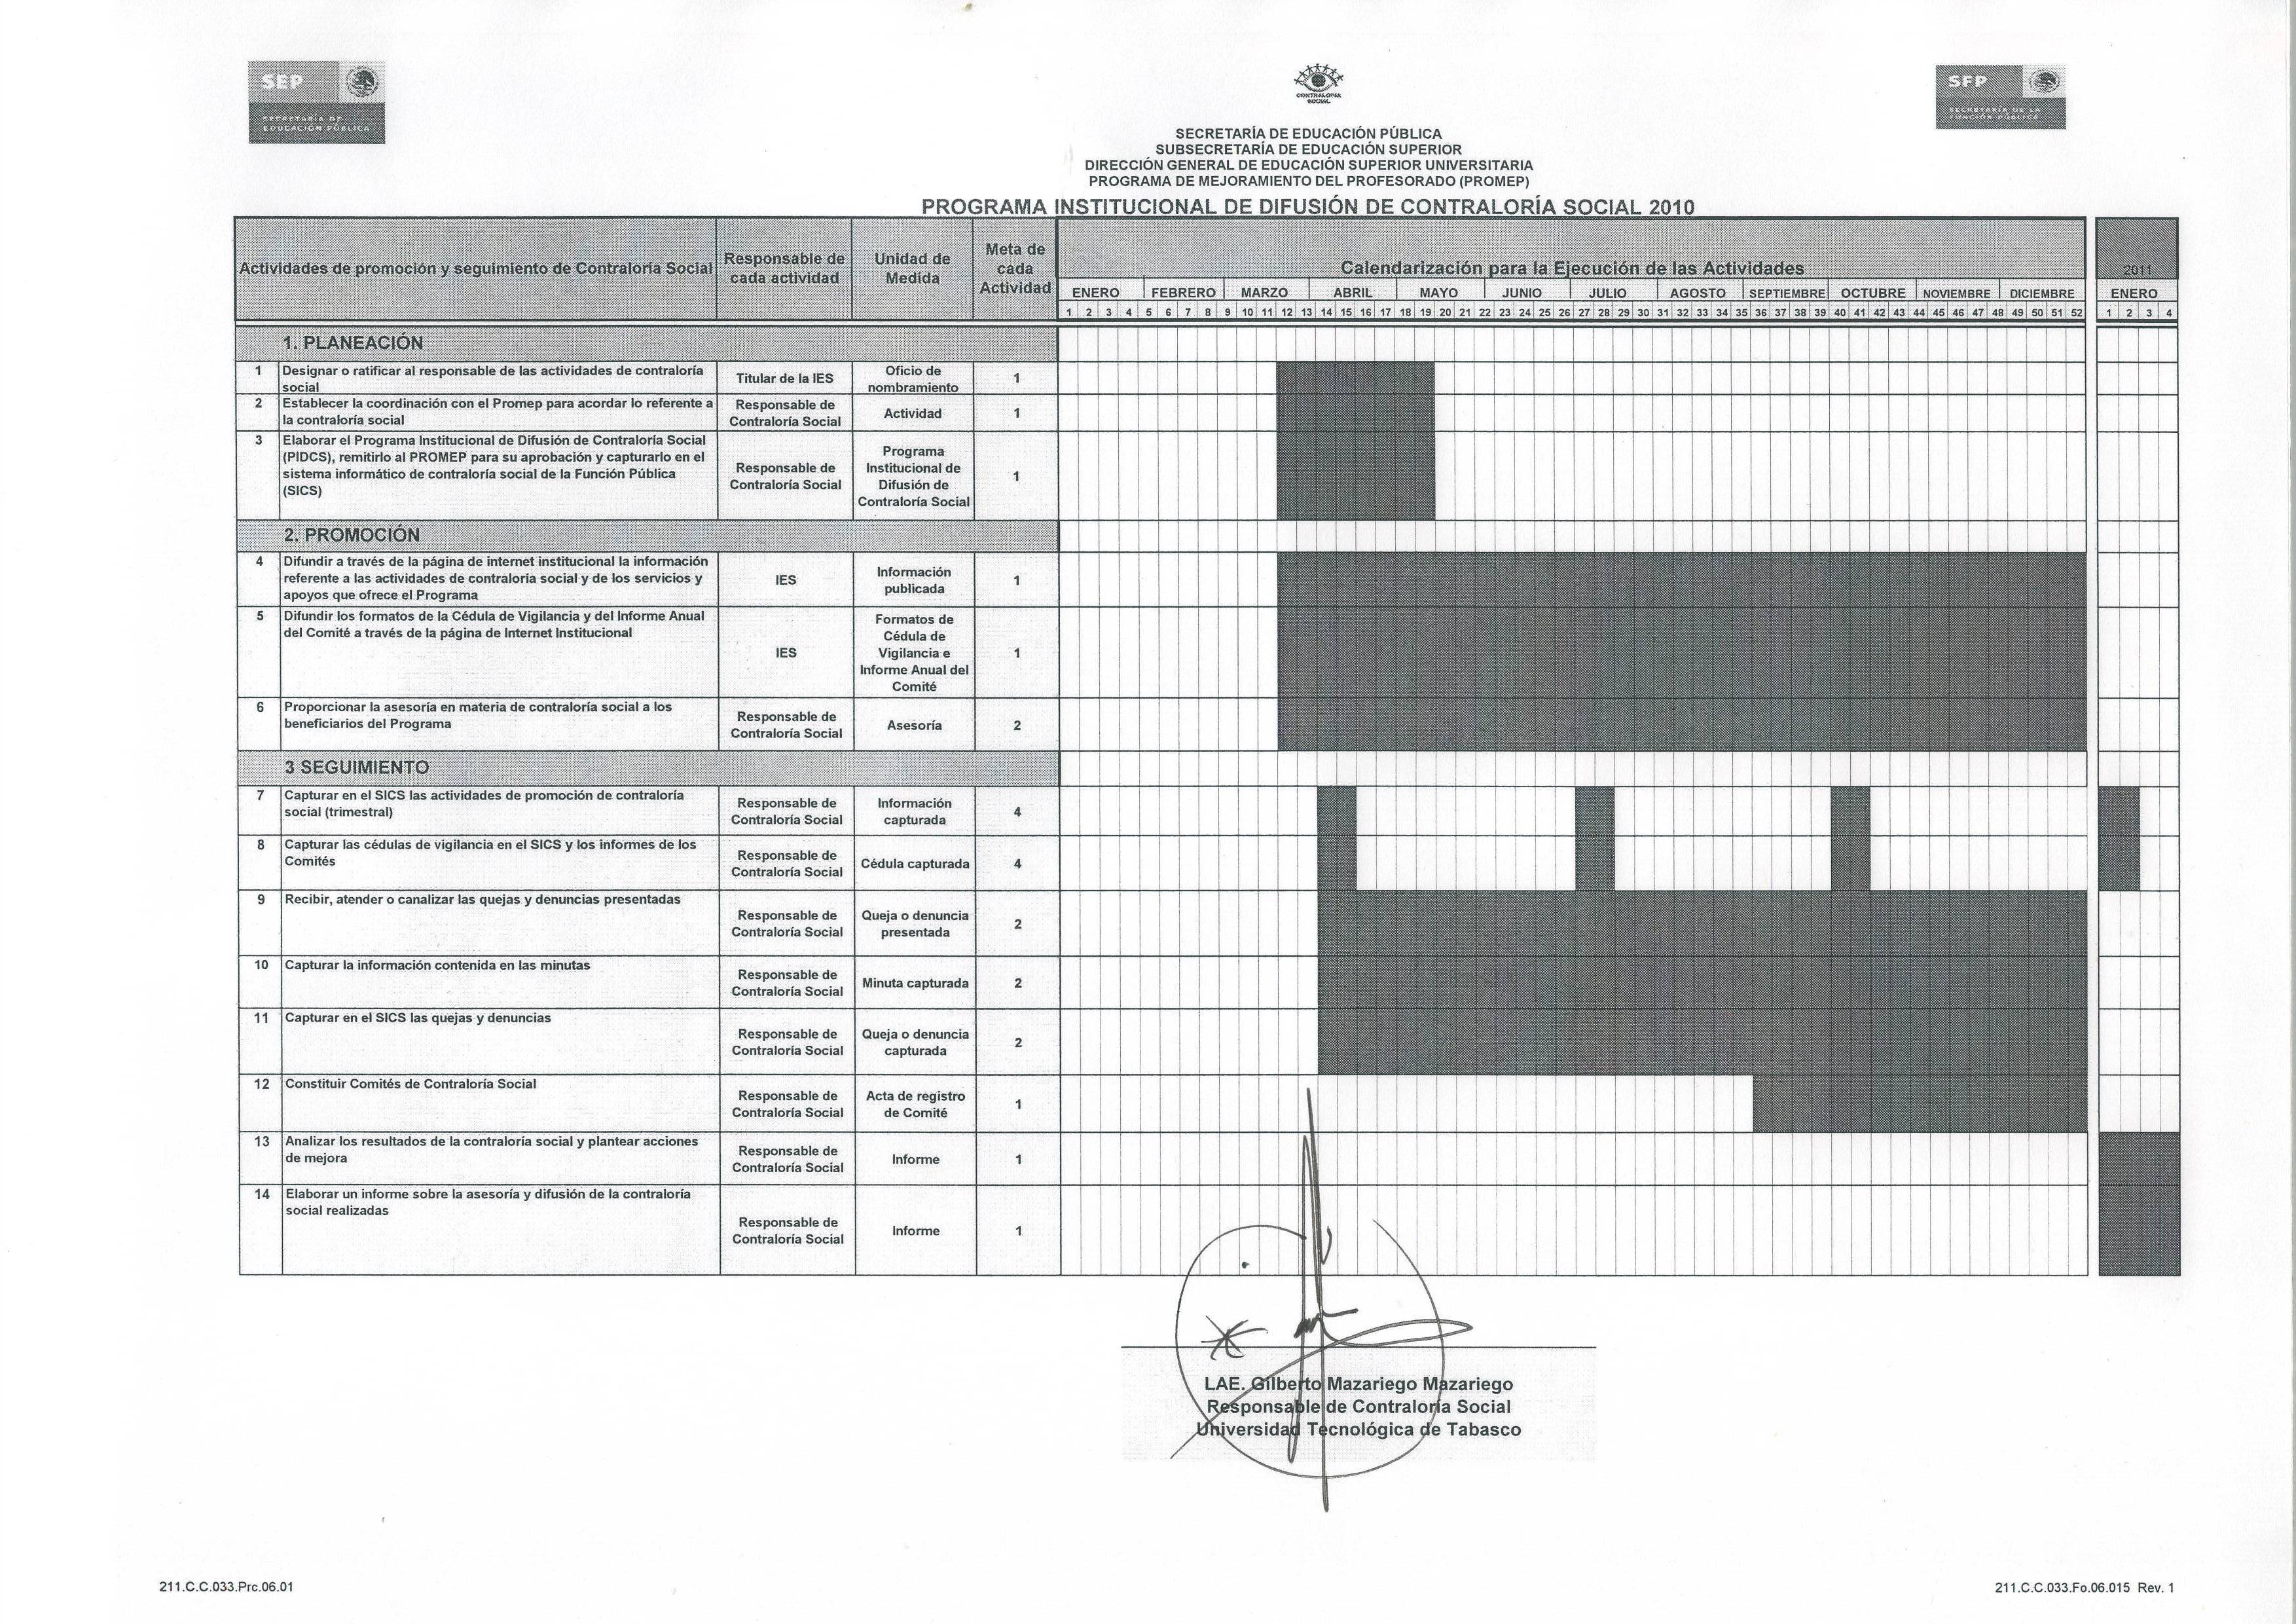 SEP
SECRETARÍA DE
EDUCACIÓN PÚBLICA
CONTRALORÍA
SOCIAL
SFP
SECRETARÍA DE LA
FUNCIÓN PÚBLICA
SECRETARÍA DE EDUCACIÓN PÚBLICA
SUBSECRETARÍA DE EDUCACIÓN SUPERIOR
DIRECCIÓN GENERAL DE EDUCACIÓN SUPERIOR UNIVERSITARIA
PROGRAMA DE MEJORAMIENTO DEL PROFESORADO (PROMEP)
PROGRAMA INSTITUCIONAL DE DIFUSIÓN DE CONTRALORÍA SOCIAL 2010
Actividades de promoción y seguimiento de Contraloría Social
Responsable de
cada actividad
Unidad de
Medida
Meta de
cada
Actividad
Calendarización para la Ejecución de las Actividades
2011
ENERO FEBRERO MARZO ABRIL MAYO JUNIO JULIO AGOSTO SEPTIEMBRE OCTUBRE NOVIEMBRE DICIEMBRE ENERO
1 2 3 4 5 6 7 8 9 10 11 12 13 14 15 16 17 18 19 20 21 22 23 24 25 26 27 28 29 30 31 32 33 34 35 36 37 38 39 40 41 42 43 44 45 46 47 48 49 50 51 52 1 2 3 4
1. PLANEACIÓN
1
Designar o ratificar al responsable de las actividades de contraloría
social
Titular de la IES
Oficio de
nombramiento
1
2
Establecer la coordinación con el Promep para acordar lo referente a
la contraloría social
Responsable de
Contraloría Social
Actividad
1
3
Elaborar el Programa Institucional de Difusión de Contraloría Social
(PIDCS), remitirlo al PROMEP para su aprobación y capturarlo en el
sistema informático de contraloría social de la Función Pública
(SICS)
Responsable de
Contraloría Social
Programa
Institucional de
Difusión de
Contraloría Social
1
2. PROMOCIÓN
4
Difundir a través de la página de internet institucional la información
referente a las actividades de contraloría social y de los servicios y
apoyos que ofrece el Programa
IES
Información
publicada
1
5
Difundir los formatos de la Cédula de Vigilancia y del Informe Anual
del Comité a través de la página de Internet Institucional
IES
Formatos de
Cédula de
Vigilancia e
Informe Anual del
Comité
1
6
Proporcionar la asesoría en materia de contraloría social a los
beneficiarios del Programa
Responsable de
Contraloría Social
Asesoría
2
3 SEGUIMIENTO
7
Capturar en el SICS las actividades de promoción de contraloría
social (trimestral)
Responsable de
Contraloría Social
Información
capturada
4
8
Capturar las cédulas de vigilancia en el SICS y los informes de los
Comités
Responsable de
Contraloría Social
Cédula capturada
4
9
Recibir, atender o canalizar las quejas y denuncias presentadas
Responsable de
Contraloría Social
Queja o denuncia
presentada
2
10
Capturar la información contenida en las minutas
Responsable de
Contraloría Social
Minuta capturada
2
11
Capturar en el SICS las quejas y denuncias
Responsable de
Contraloría Social
Queja o denuncia
capturada
2
12
Constituir Comités de Contraloría Social
Responsable de
Contraloría Social
Acta de registro
de Comité
1
13
Analizar los resultados de la contraloría social y plantear acciones
de mejora
Responsable de
Contraloría Social
Informe
1
14
Elaborar un informe sobre la asesoría y difusión de la contraloría
social realizadas
Responsable de
Contraloría Social
Informe
1
LAE. Gilberto Mazariego Mazariego
Responsable de Contraloría Social
Universidad Tecnológica de Tabasco
211.C.C.033.Prc.06.01
211.C.C.033.Fo.06.015 Rev. 1